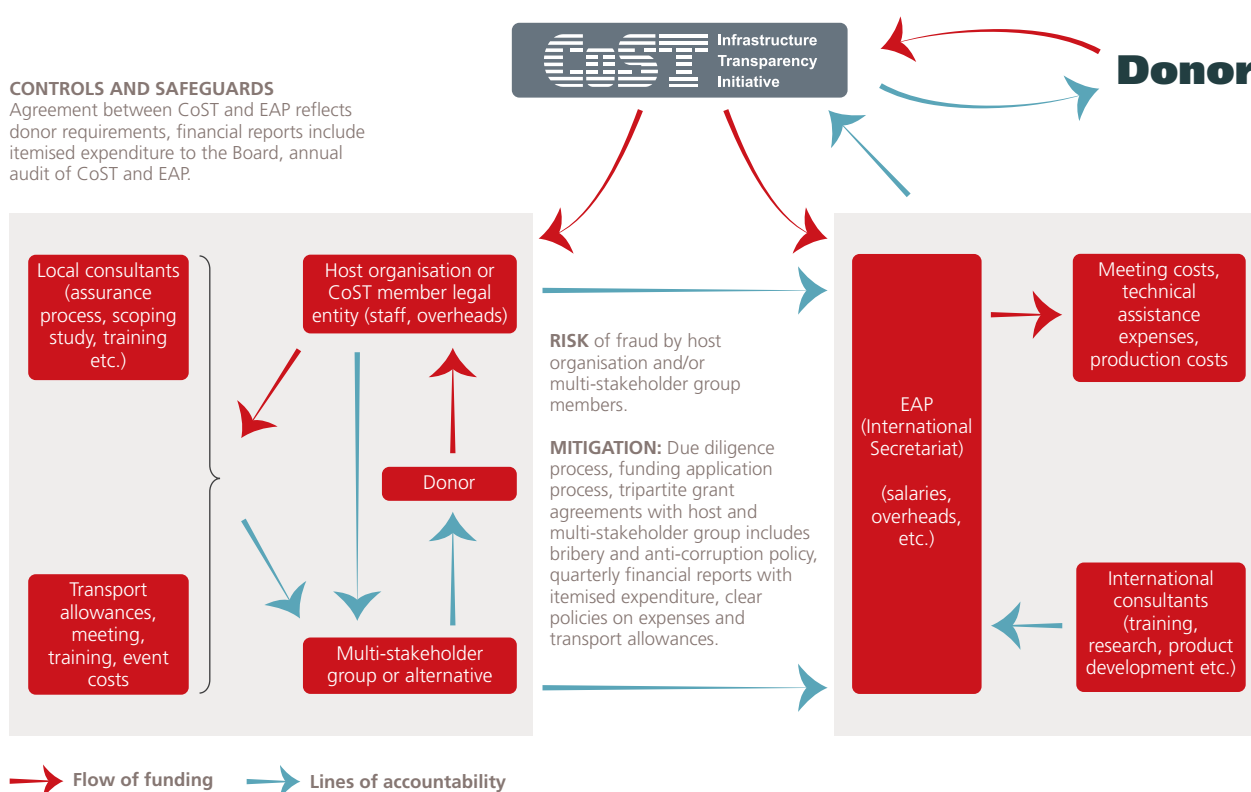 CoST
Infrastructure
Transparency
Initiative
Donor
CONTROLS AND SAFEGUARDS
Agreement between CoST and EAP reflects
donor requirements, financial reports include
itemised expenditure to the Board, annual
audit of CoST and EAP.
Local consultants
(assurance
process, scoping
study, training
etc.)
Host organisation or
CoST member legal
entity (staff, overheads)
Donor
Transport
allowances,
meeting,
training, event
costs
Multi-stakeholder
group or alternative
RISK of fraud by host
organisation and/or
multi-stakeholder group
members.
MITIGATION: Due diligence
process, funding application
process, tripartite grant
agreements with host and
multi-stakeholder group includes
bribery and anti-corruption policy,
quarterly financial reports with
itemised expenditure, clear
policies on expenses and
transport allowances.
EAP
(International
Secretariat)
(salaries,
overheads,
etc.)
Meeting costs,
technical
assistance
expenses,
production costs
International
consultants
(training,
research, product
development etc.)
Flow of funding
Lines of accountability